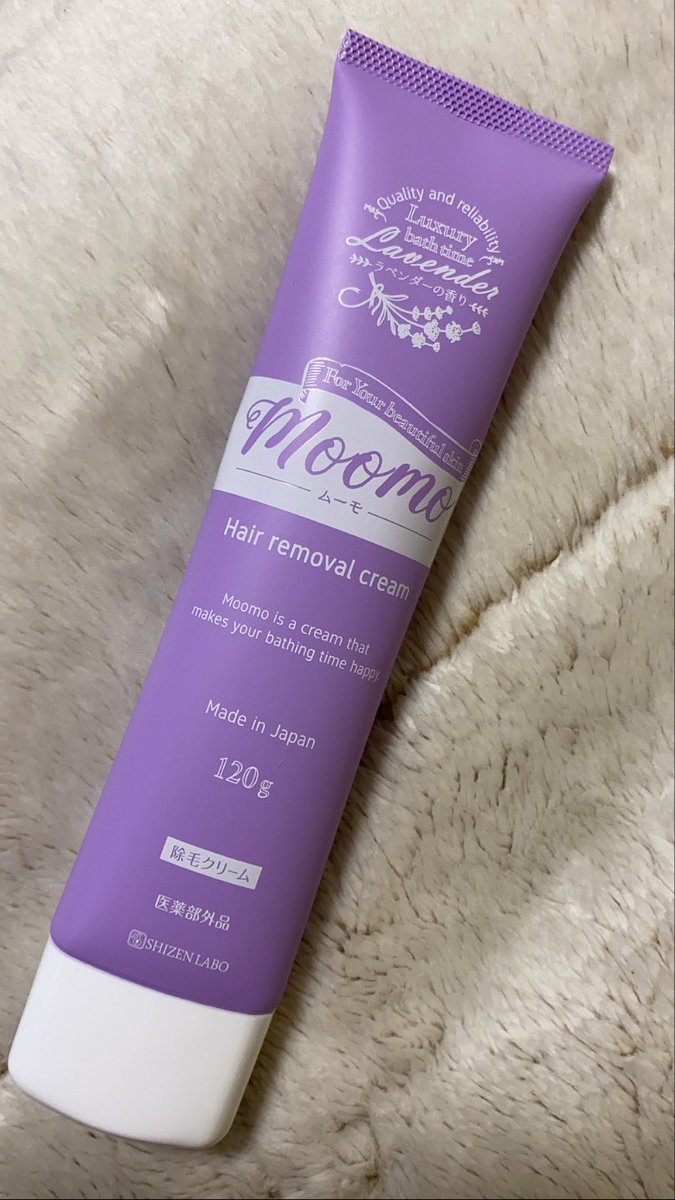 Quality and reliability
Luxury
bath time
Lavender
ラベンダーの香り
For Your beautiful skin
Moomo
ムーモ
Hair removal cream
Moomo is a cream that
makes your bathing time happy.
Made in Japan
120g
除毛クリーム
医薬部外品
SHIZEN LABO